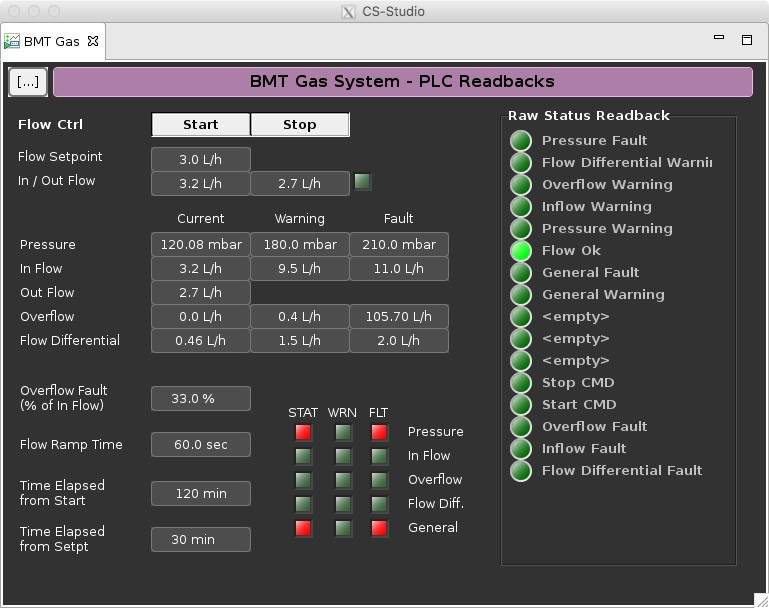 CS-Studio
BMT Gas
[...]
BMT Gas System - PLC Readbacks
Flow Ctrl Start Stop
Flow Setpoint 3.0 L/h
In / Out Flow 3.2 L/h 2.7 L/h
Current Warning Fault
Pressure 120.08 mbar 180.0 mbar 210.0 mbar
In Flow 3.2 L/h 9.5 L/h 11.0 L/h
Out Flow 2.7 L/h
Overflow 0.0 L/h 0.4 L/h 105.70 L/h
Flow Differential 0.46 L/h 1.5 L/h 2.0 L/h
Overflow Fault
(% of In Flow) 33.0 %
Flow Ramp Time 60.0 sec
Time Elapsed
from Start 120 min
Time Elapsed
from Setpt 30 min
STAT WRN FLT
Pressure
In Flow
Overflow
Flow Diff.
General
Raw Status Readback
Pressure Fault
Flow Differential Warnin
Overflow Warning
Inflow Warning
Pressure Warning
Flow Ok
General Fault
General Warning
<empty>
<empty>
<empty>
Stop CMD
Start CMD
Overflow Fault
Inflow Fault
Flow Differential Fault